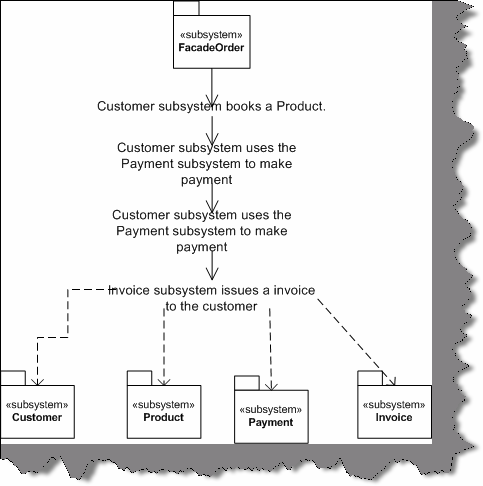 «subsystem»
FacadeOrder
Customer subsystem books a Product.
Customer subsystem uses the
Payment subsystem to make
payment
Customer subsystem uses the
Payment subsystem to make
payment
Invoice subsystem issues a invoice
to the customer
«subsystem»
Customer
«subsystem»
Product
«subsystem»
Payment
«subsystem»
Invoice